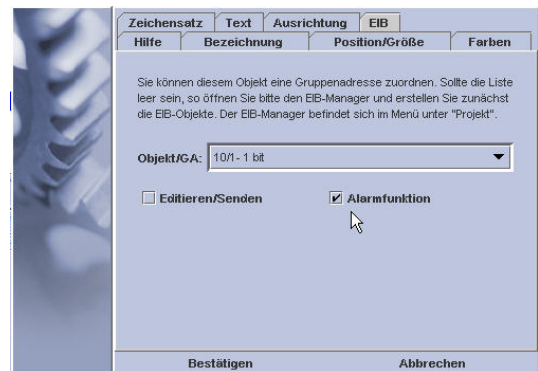 Zeichensatz Text Ausrichtung EIB
Hilfe Bezeichnung Position/Größe Farben
Sie können diesem Objekt eine Gruppenadresse zuordnen. Sollte die Liste
leer sein, so öffnen Sie bitte den EIB-Manager und erstellen Sie zunächst
die EIB-Objekte. Der EIB-Manager befindet sich im Menü unter "Projekt".
Objekt/GA: 10/1- 1 bit
Editieren/Senden Alarmfunktion
Bestätigen Abbrechen